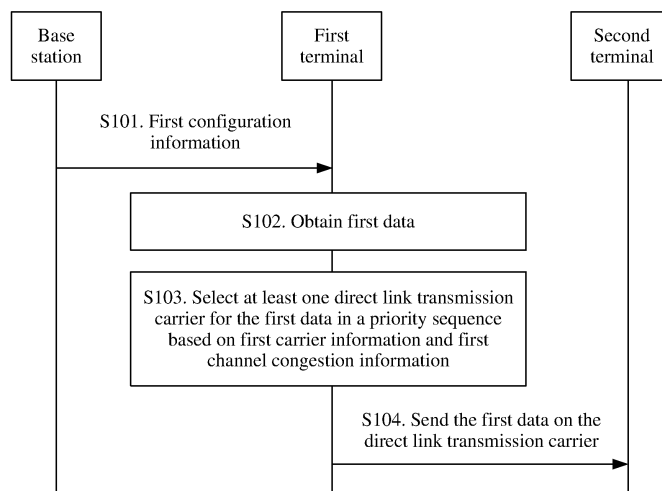 Base
station
First
terminal
Second
terminal
S101. First configuration
information
S102. Obtain first data
S103. Select at least one direct link transmission
carrier for the first data in a priority sequence
based on first carrier information and first
channel congestion information
S104. Send the first data on the
direct link transmission carrier